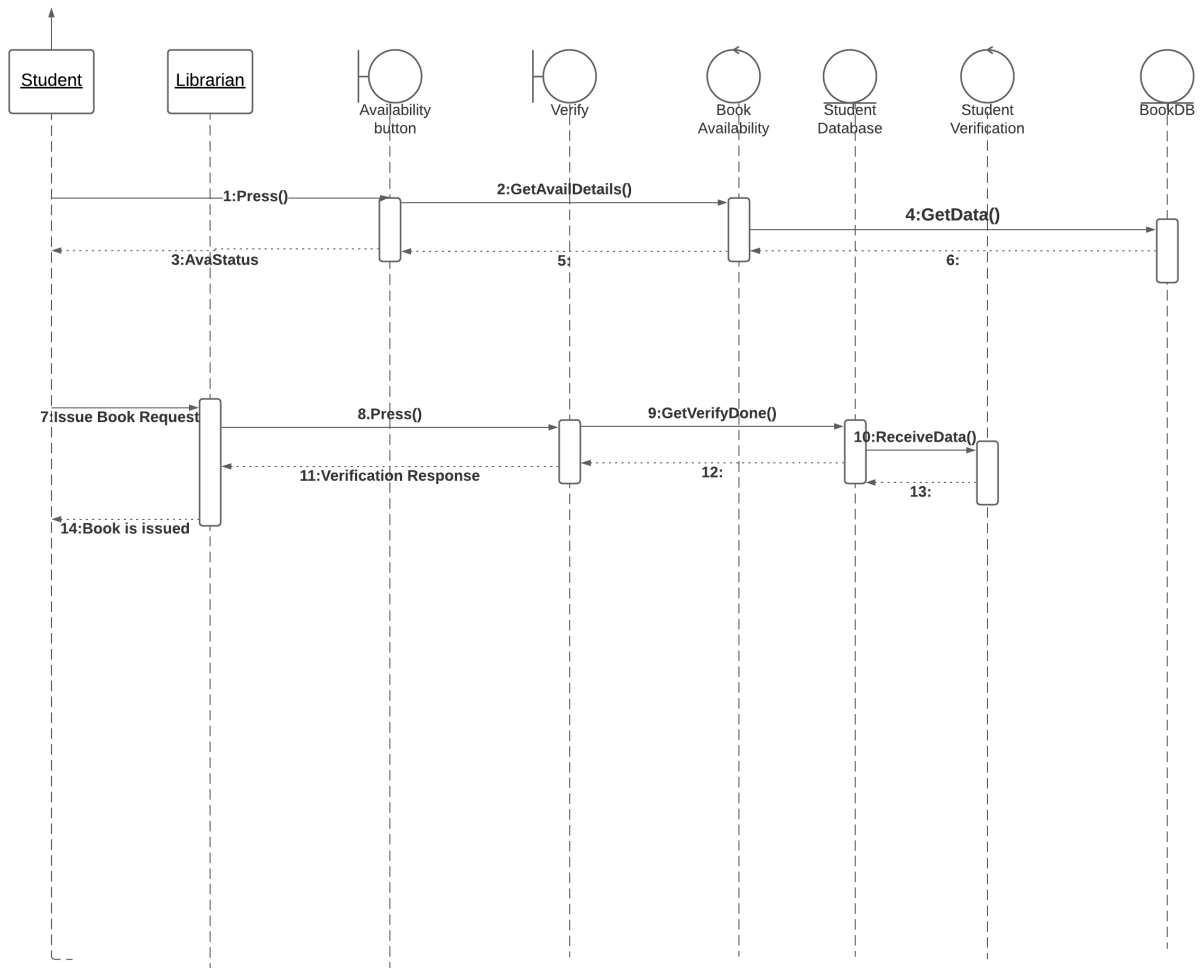 Student
Librarian
Availability
button
Verify
Book
Availability
Student
Database
Student
Verification
BookDB
1:Press()
2:GetAvailDetails()
4:GetData()
3:AvaStatus
5:
6:
7:Issue Book Request
8.Press()
9:GetVerifyDone()
10:ReceiveData()
11:Verification Response
12:
13:
14:Book is issued